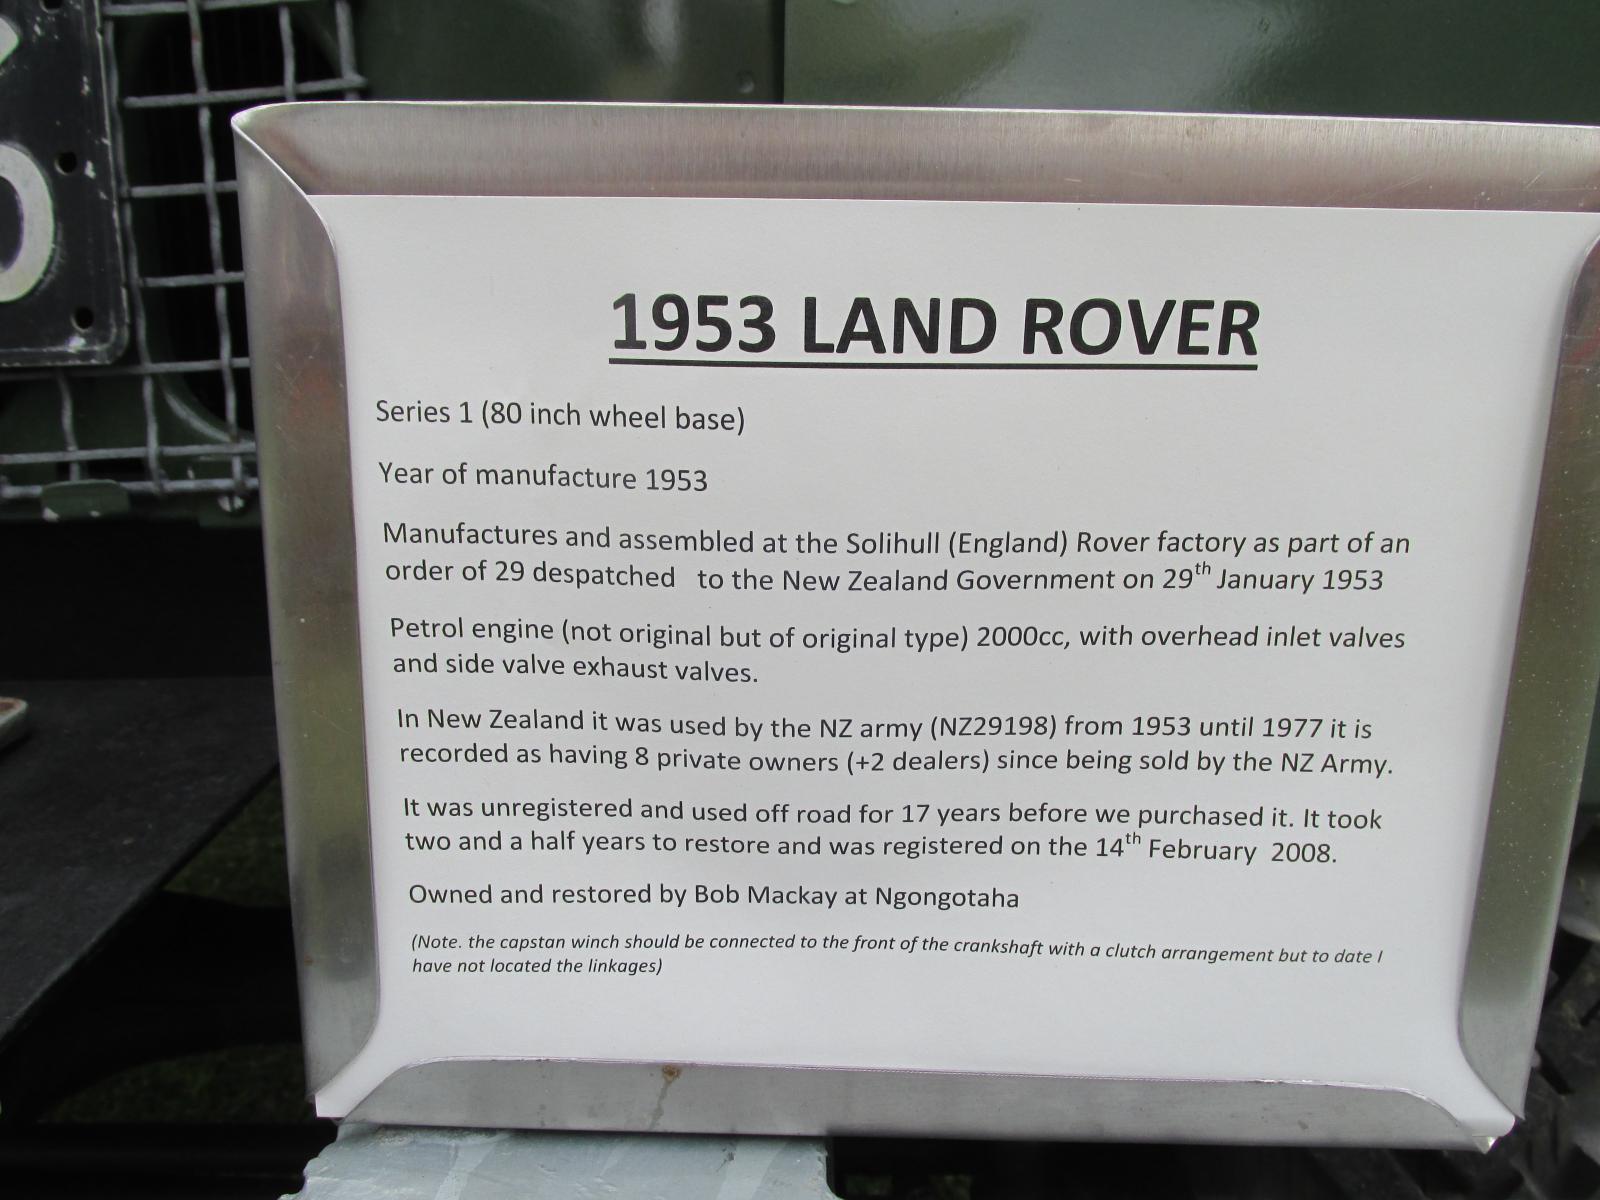 1953 LAND ROVER
Series 1 (80 inch wheel base)
Year of manufacture 1953
Manufactures and assembled at the Solihull (England) Rover factory as part of an
order of 29 despatched to the New Zealand Government on 29th January 1953
Petrol engine (not original but of original type) 2000cc, with overhead inlet valves
and side valve exhaust valves.
In New Zealand it was used by the NZ army (NZ29198) from 1953 until 1977 it is
recorded as having 8 private owners (+2 dealers) since being sold by the NZ Army.
It was unregistered and used off road for 17 years before we purchased it. It took
two and a half years to restore and was registered on the 14th February 2008.
Owned and restored by Bob Mackay at Ngongotaha
(Note. the capstan winch should be connected to the front of the crankshaft with a clutch arrangement but to date I
have not located the linkages)